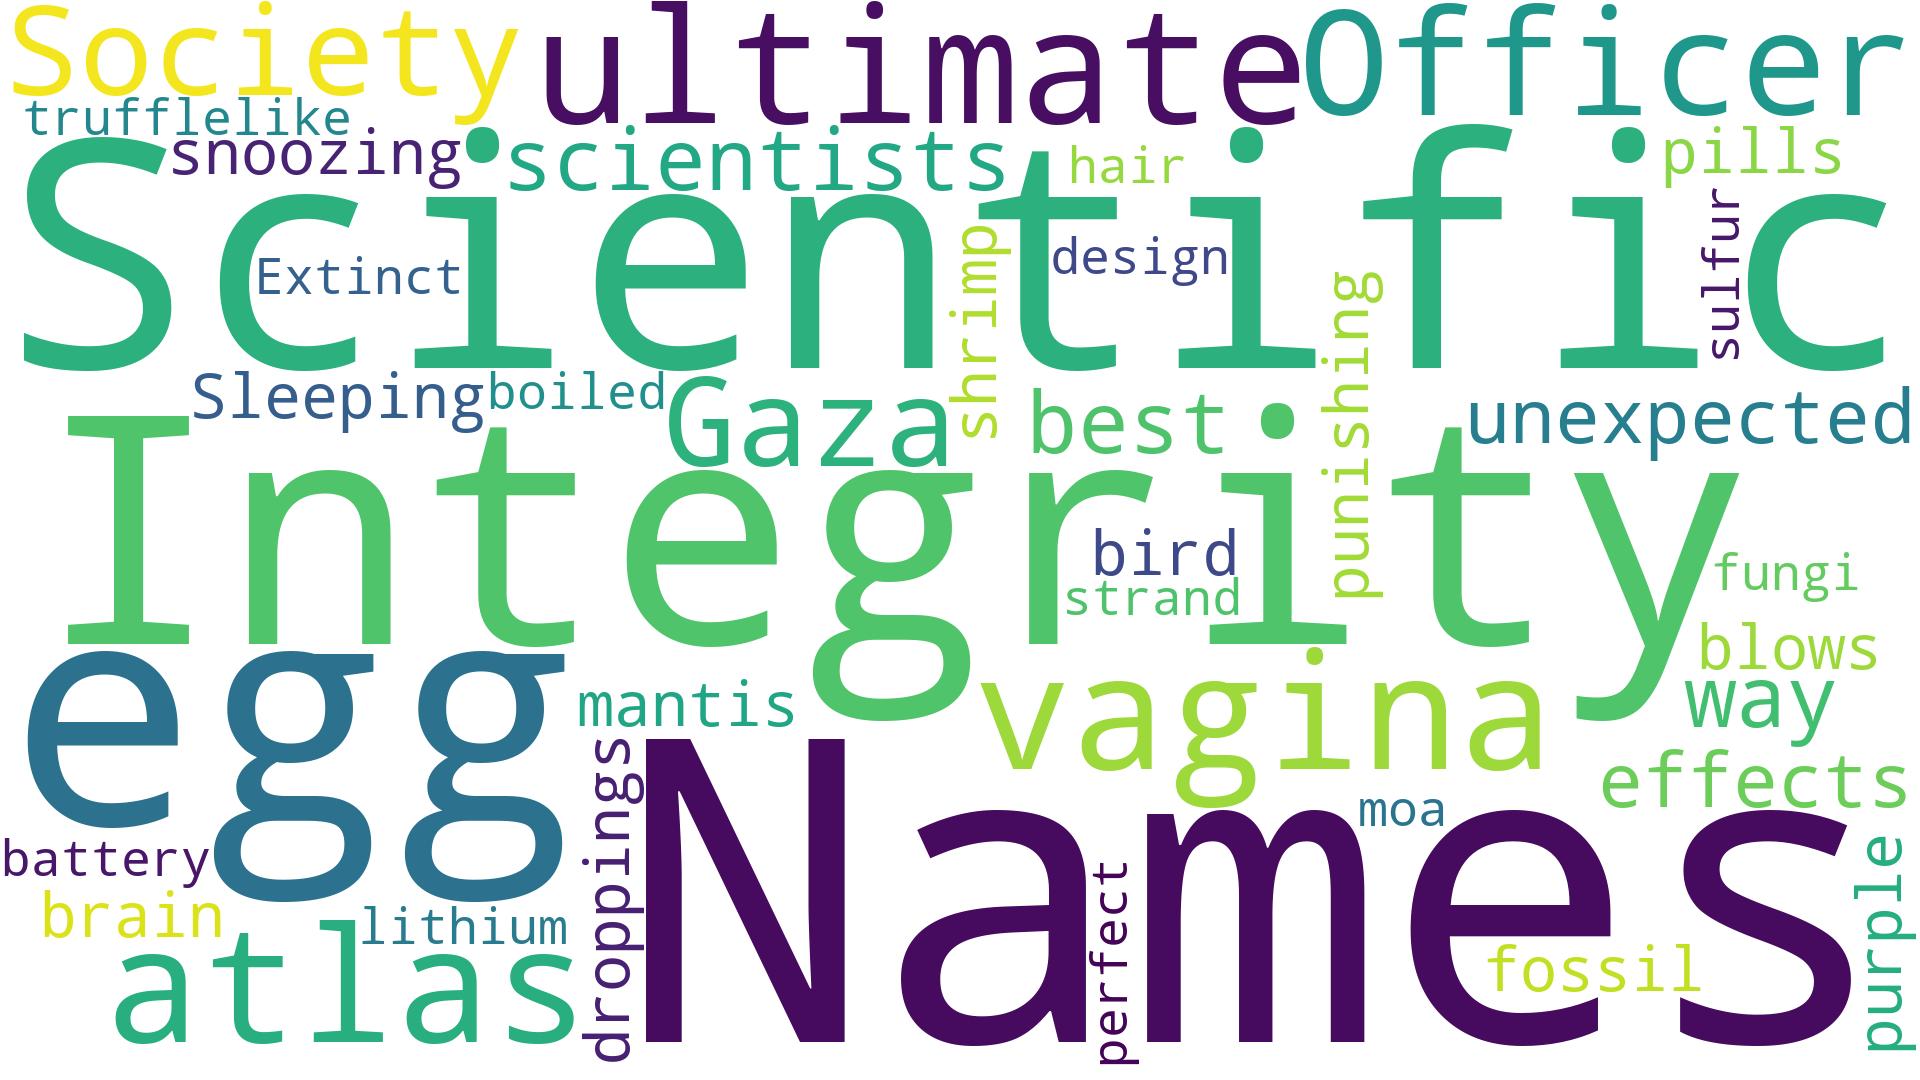 Society
ultimate
Officer
trufflelike
snoozing
scientists
hair
pills
Scientific
Extinct
shrimp
design
punishing
sulfur
Sleeping
boiled
Gaza
best
unexpected
Integrity
bird
strand
fungi
egg
mantis
vagina
blows
way
effects
droppings
Names
moa
battery
brain
lithium
atlas
perfect
fossil
purple